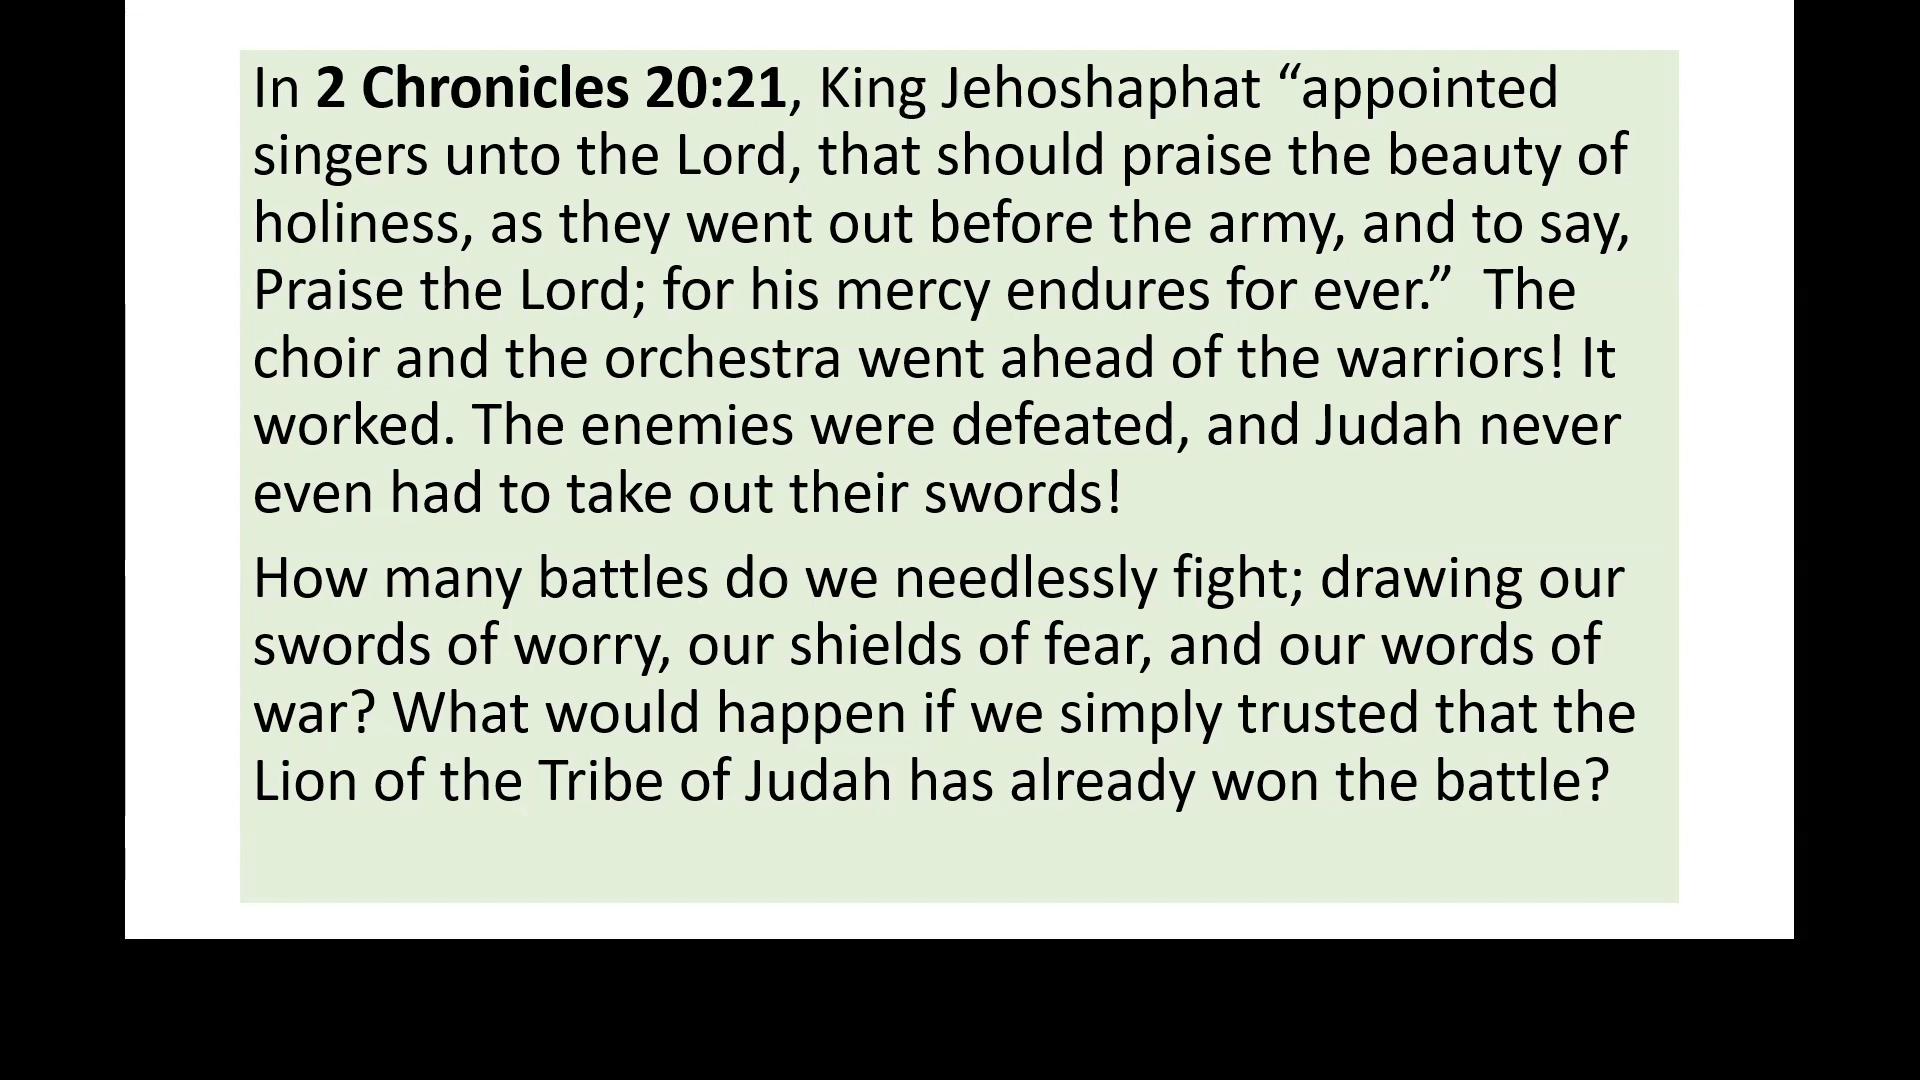 In 2 Chronicles 20:21, King Jehoshaphat “appointed
singers unto the Lord, that should praise the beauty of
holiness, as they went out before the army, and to say,
Praise the Lord; for his mercy endures for ever.”  The
choir and the orchestra went ahead of the warriors! It
worked. The enemies were defeated, and Judah never
even had to take out their swords!
How many battles do we needlessly fight; drawing our
swords of worry, our shields of fear, and our words of
war? What would happen if we simply trusted that the
Lion of the Tribe of Judah has already won the battle?